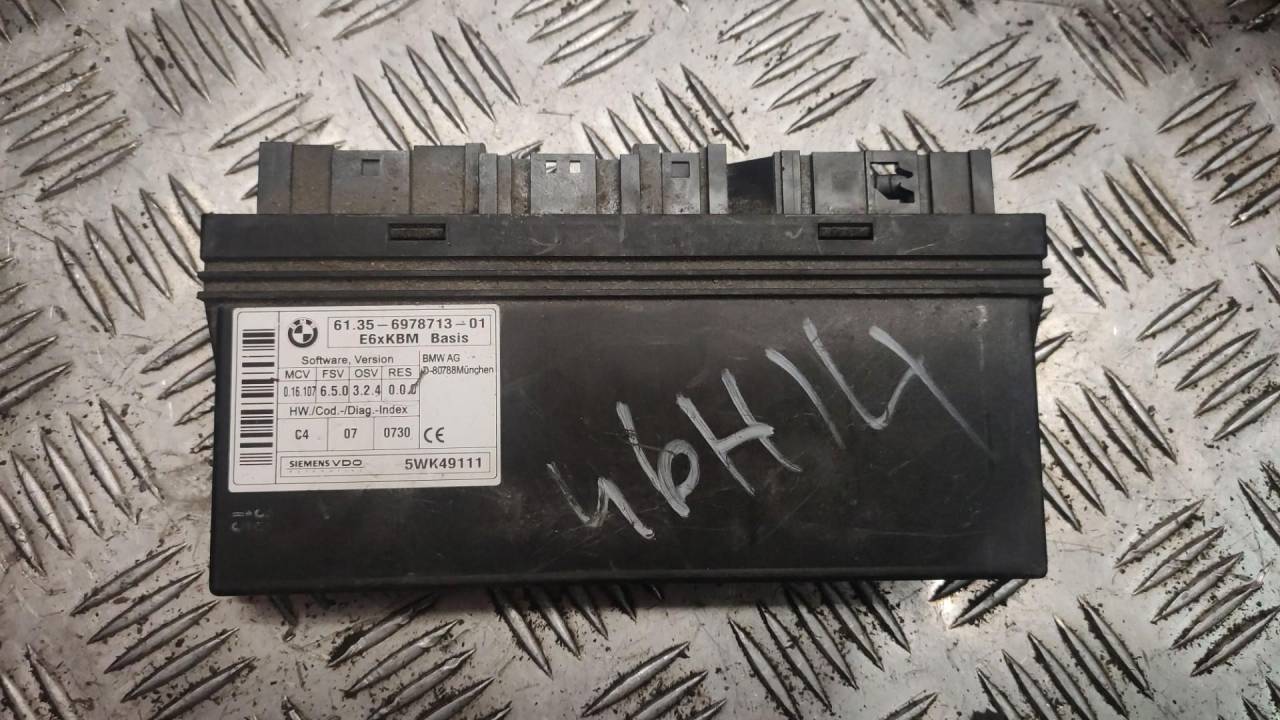 61.35-6978713-01
E6xKBM Basis
Software, Version
MCV FSV OSV RES
0.16.107 6.5.0 3.2.4 0.0.0
BMW AG
D-80788München
HW./Cod.-/Diag.-Index
C4 07 0730
CE
SIEMENS VDO
AUTOMOTIVE
5WK49111